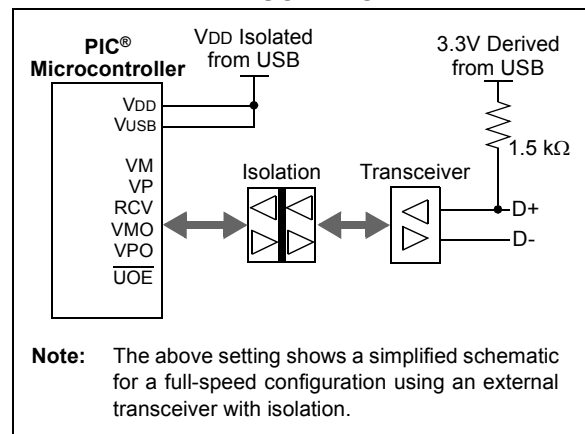 PIC®
Microcontroller
VDD Isolated
from USB
3.3V Derived
from USB
VDD
VUSB
1.5 kΩ
VM
VP
RCV
VMO
VPO
UOE
Isolation
Transceiver
D+
D-
Note: The above setting shows a simplified schematic
for a full-speed configuration using an external
transceiver with isolation.